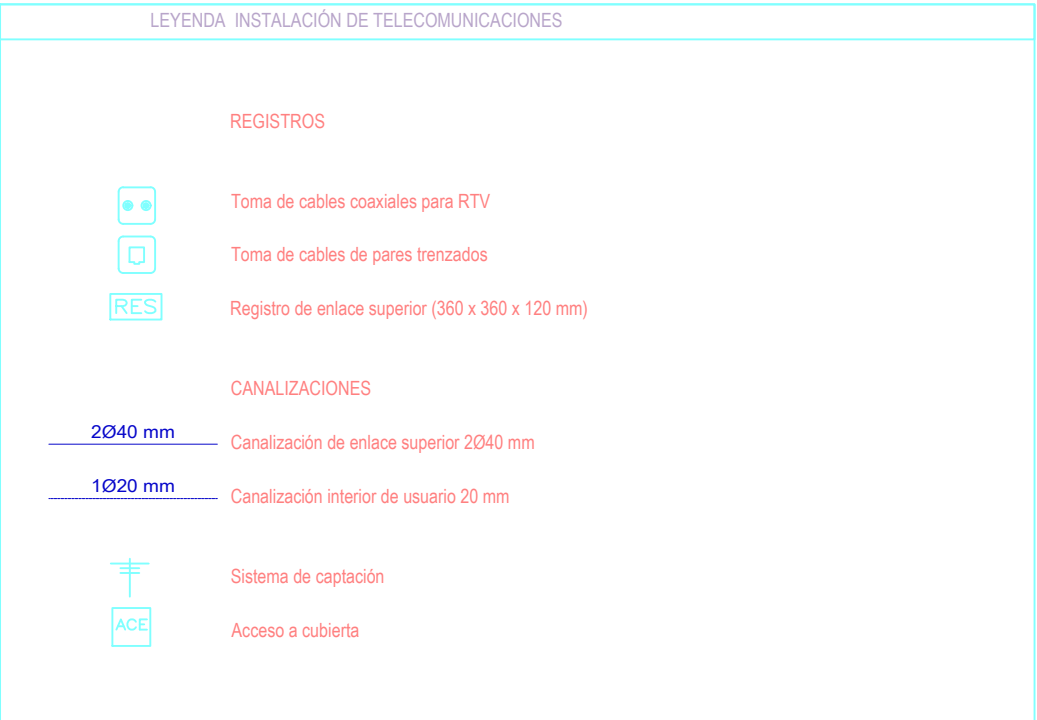 LEYENDA INSTALACIÓN DE TELECOMUNICACIONES
REGISTROS
Toma de cables coaxiales para RTV
Toma de cables de pares trenzados
RES Registro de enlace superior (360 x 360 x 120 mm)
CANALIZACIONES
2Ø40 mm Canalización de enlace superior 2Ø40 mm
1Ø20 mm Canalización interior de usuario 20 mm
Sistema de captación
ACE Acceso a cubierta